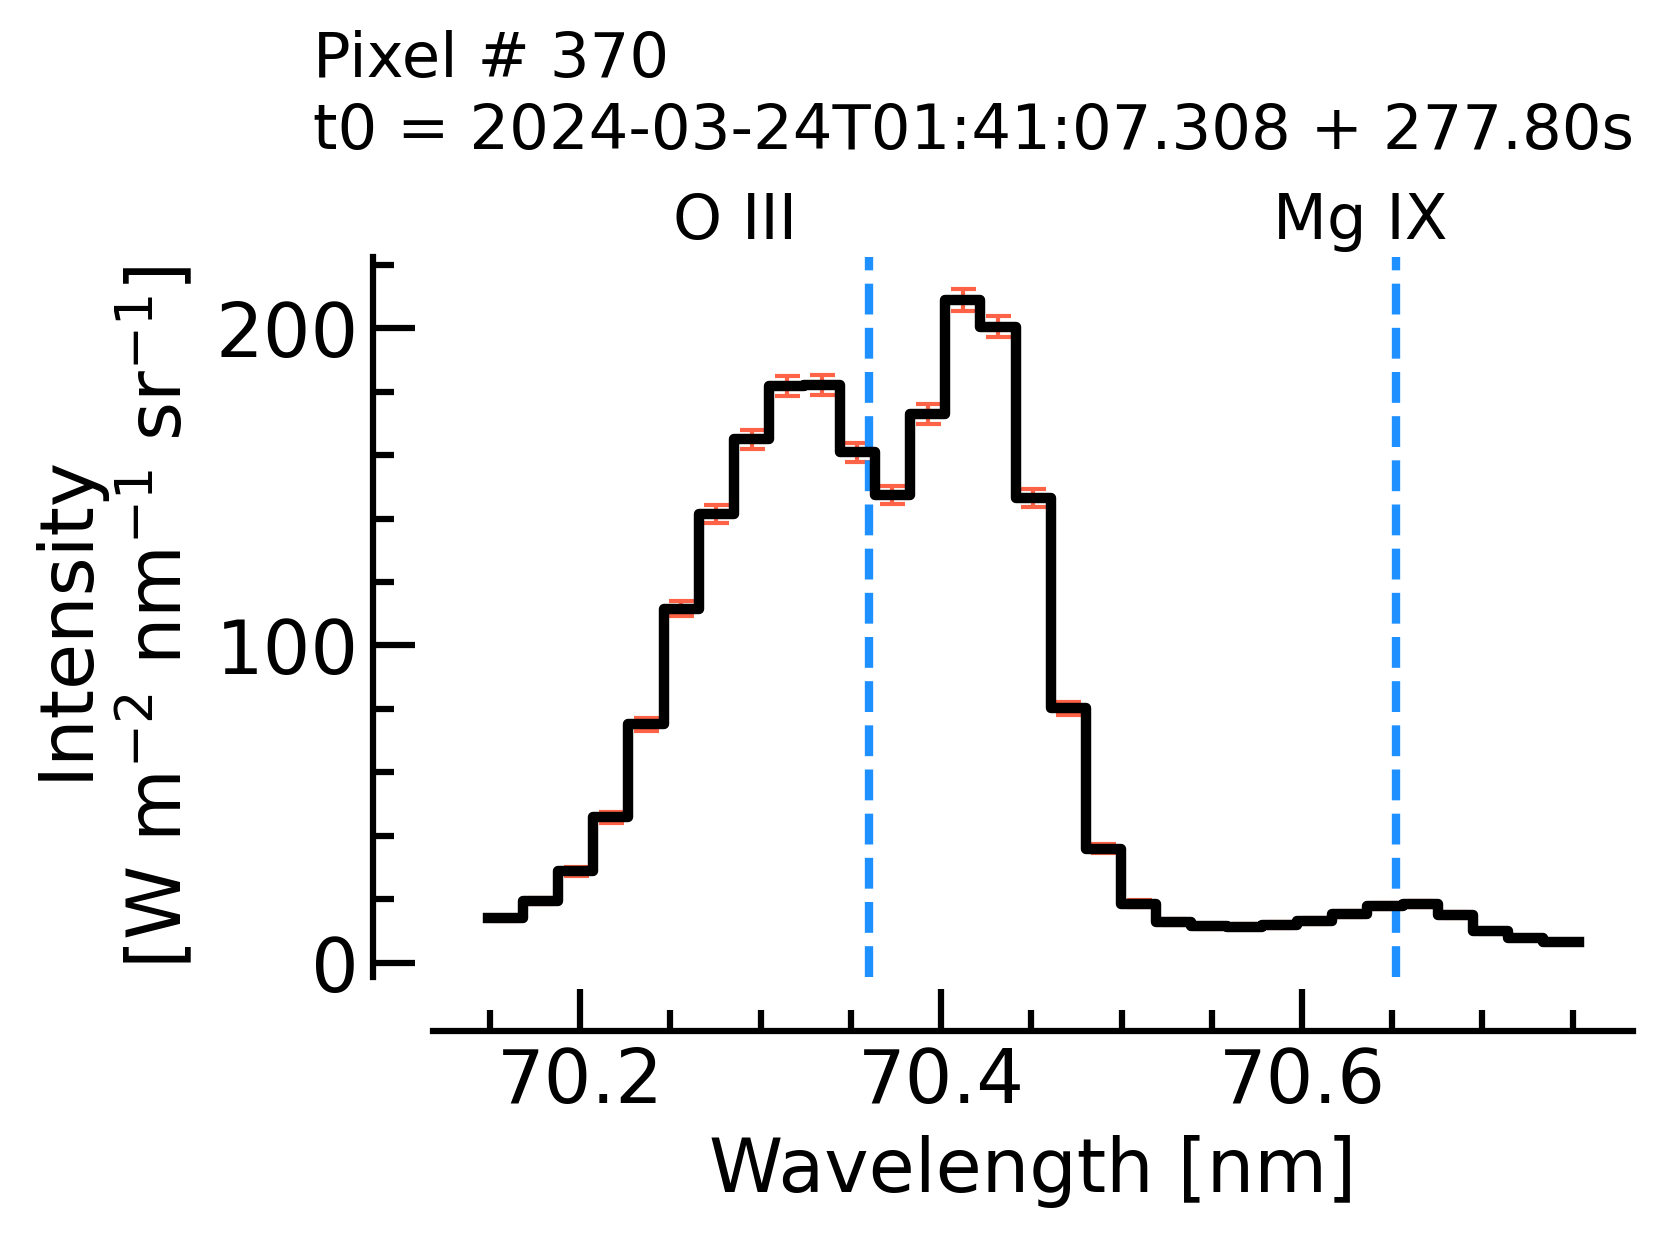 Pixel # 370
t0 = 2024-03-24T01:41:07.308 + 277.80s
O III Mg IX
Intensity
[W m⁻² nm⁻¹ sr⁻¹]
200
100
0
70.2 70.4 70.6
Wavelength [nm]